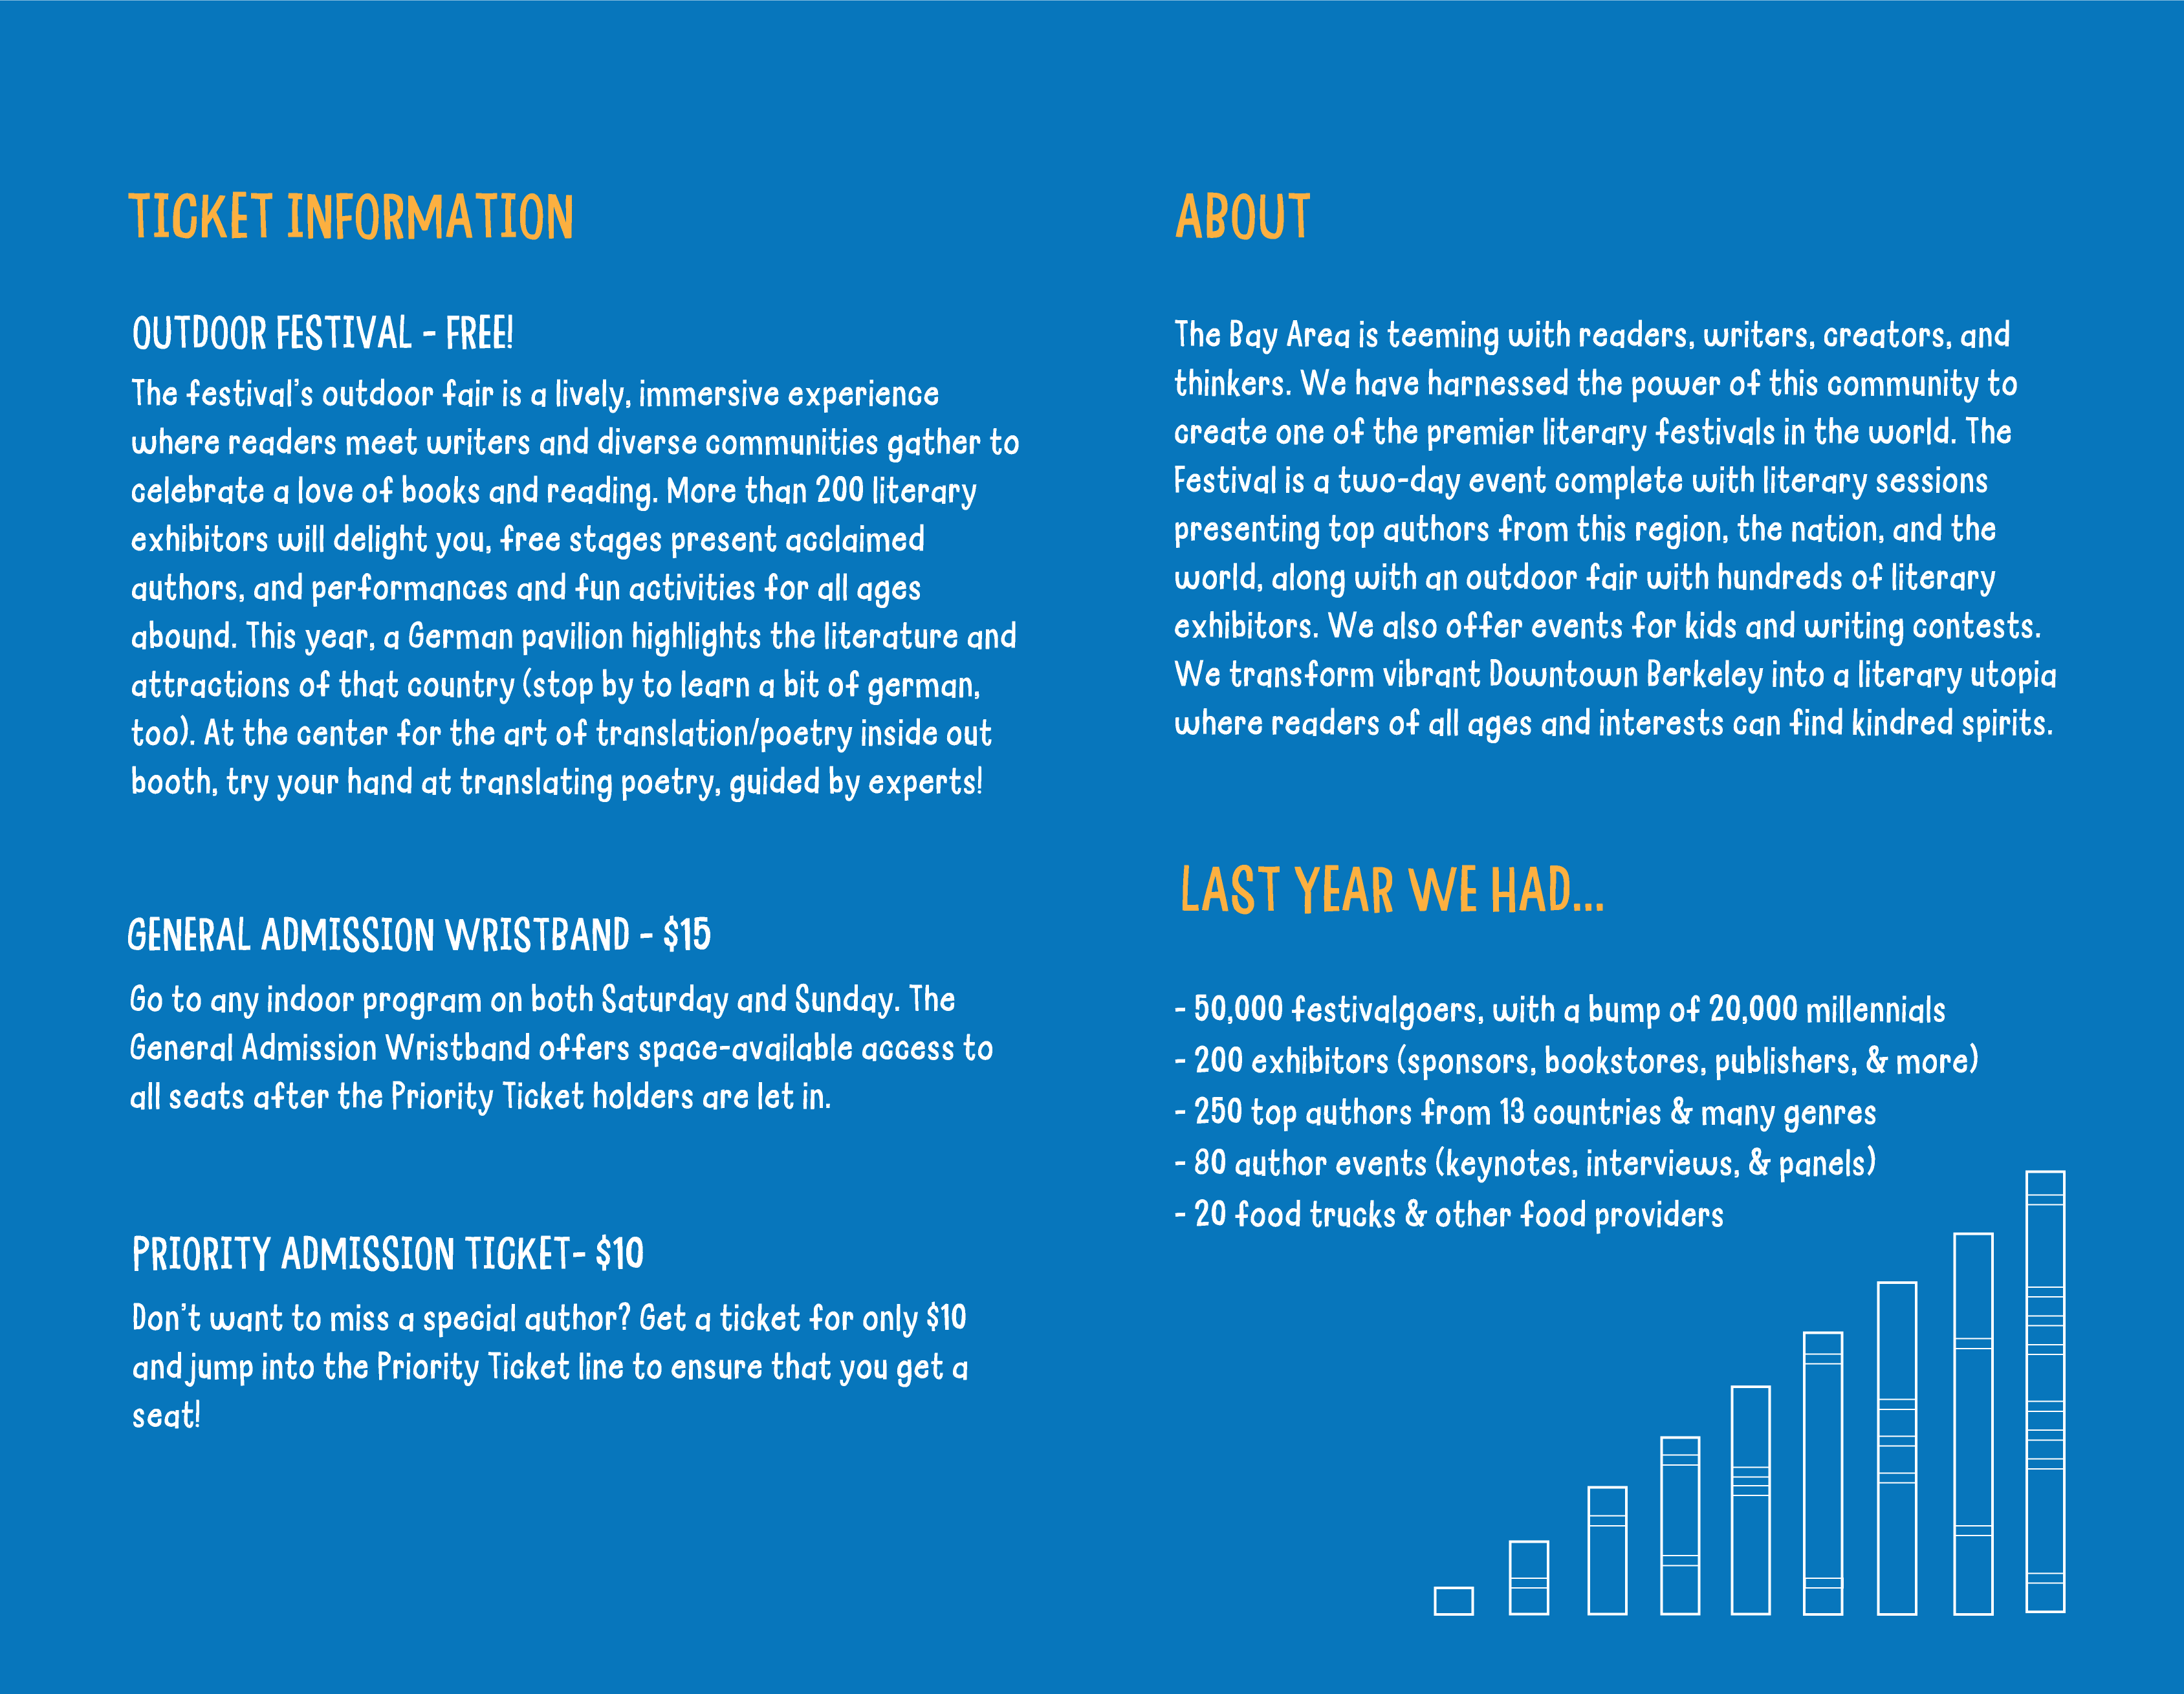 TICKET INFORMATION
OUTDOOR FESTIVAL - FREE!
The festival's outdoor fair is a lively, immersive experience
where readers meet writers and diverse communities gather to
celebrate a love of books and reading. More than 200 literary
exhibitors will delight you, free stages present acclaimed
authors, and performances and fun activities for all ages
abound. This year, a German pavilion highlights the literature and
attractions of that country (stop by to learn a bit of german,
too). At the center for the art of translation/poetry inside out
booth, try your hand at translating poetry, guided by experts!
GENERAL ADMISSION WRISTBAND - $15
Go to any indoor program on both Saturday and Sunday. The
General Admission Wristband offers space-available access to
all seats after the Priority Ticket holders are let in.
PRIORITY ADMISSION TICKET- $10
Don't want to miss a special author? Get a ticket for only $10
and jump into the Priority Ticket line to ensure that you get a
seat!
ABOUT
The Bay Area is teeming with readers, writers, creators, and
thinkers. We have harnessed the power of this community to
create one of the premier literary festivals in the world. The
Festival is a two-day event complete with literary sessions
presenting top authors from this region, the nation, and the
world, along with an outdoor fair with hundreds of literary
exhibitors. We also offer events for kids and writing contests.
We transform vibrant Downtown Berkeley into a literary utopia
where readers of all ages and interests can find kindred spirits.
LAST YEAR WE HAD...
- 50,000 festivalgoers, with a bump of 20,000 millennials
- 200 exhibitors (sponsors, bookstores, publishers, & more)
- 250 top authors from 13 countries & many genres
- 80 author events (keynotes, interviews, & panels)
- 20 food trucks & other food providers